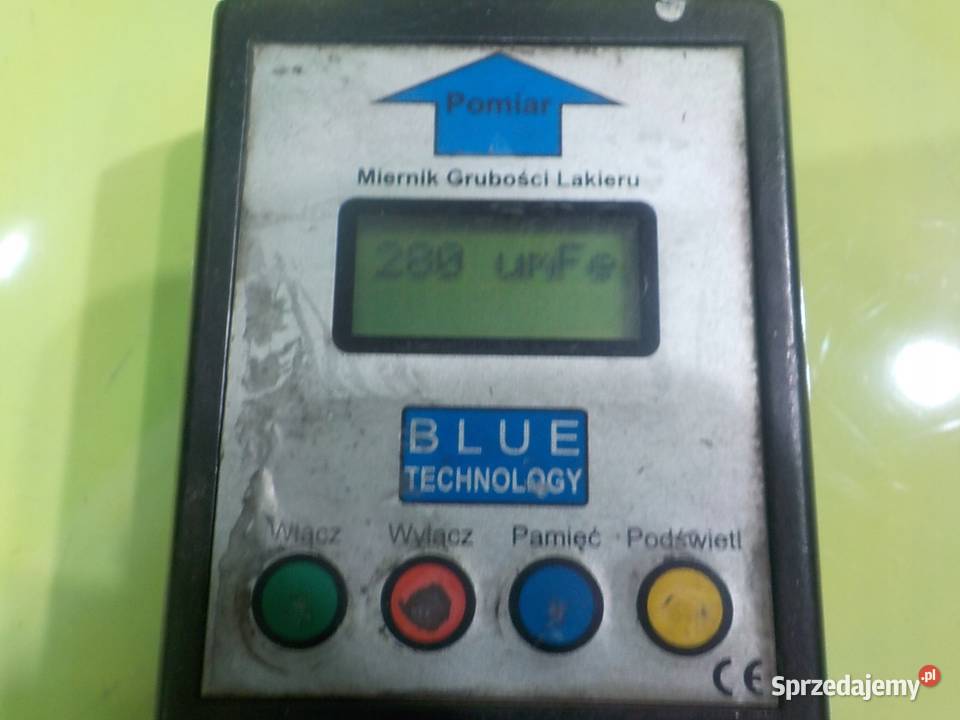 Pomiar
Miernik Grubości Lakieru
280 umFe
BLUE
TECHNOLOGY
Włącz Wyłącz Pamięć Podświetl
CE
Sprzedajemy.pl